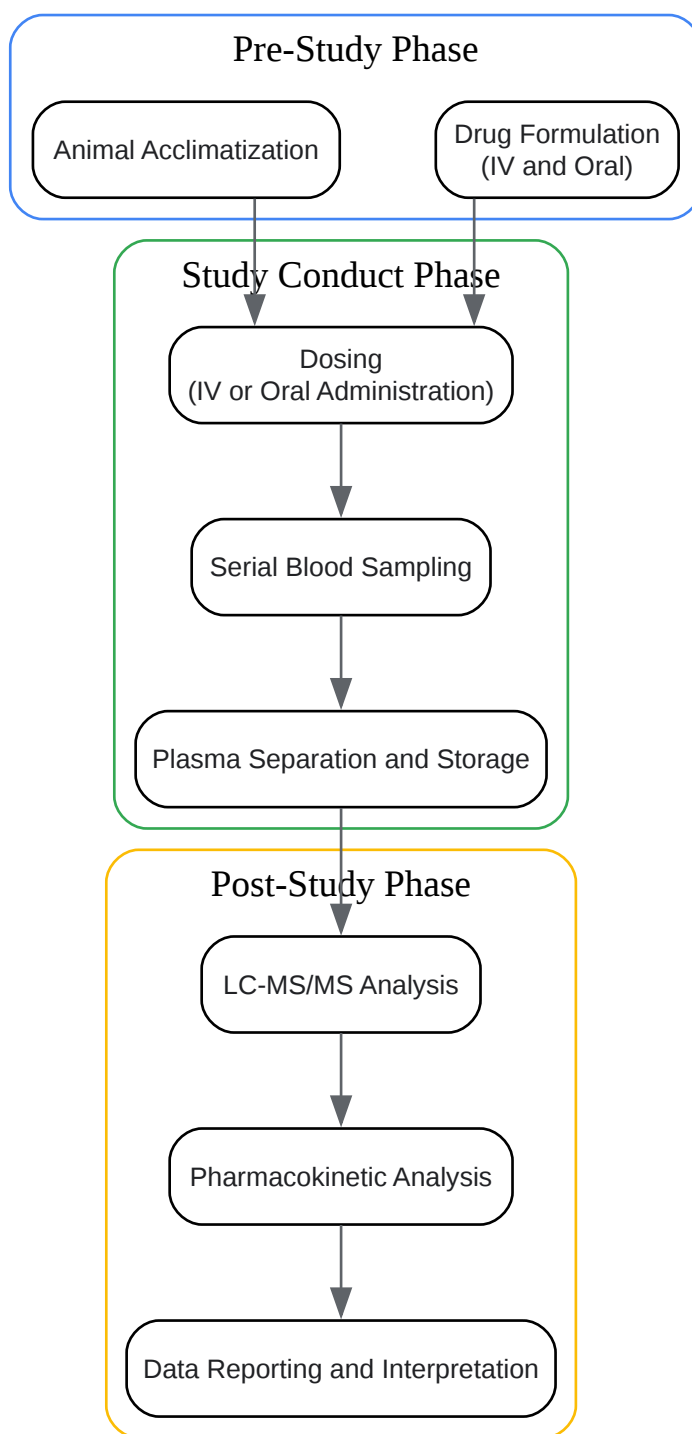 Pre-Study Phase
Animal Acclimatization
Drug Formulation
(IV and Oral)
Study Conduct Phase
Dosing
(IV or Oral Administration)
Serial Blood Sampling
Plasma Separation and Storage
Post-Study Phase
LC-MS/MS Analysis
Pharmacokinetic Analysis
Data Reporting and Interpretation